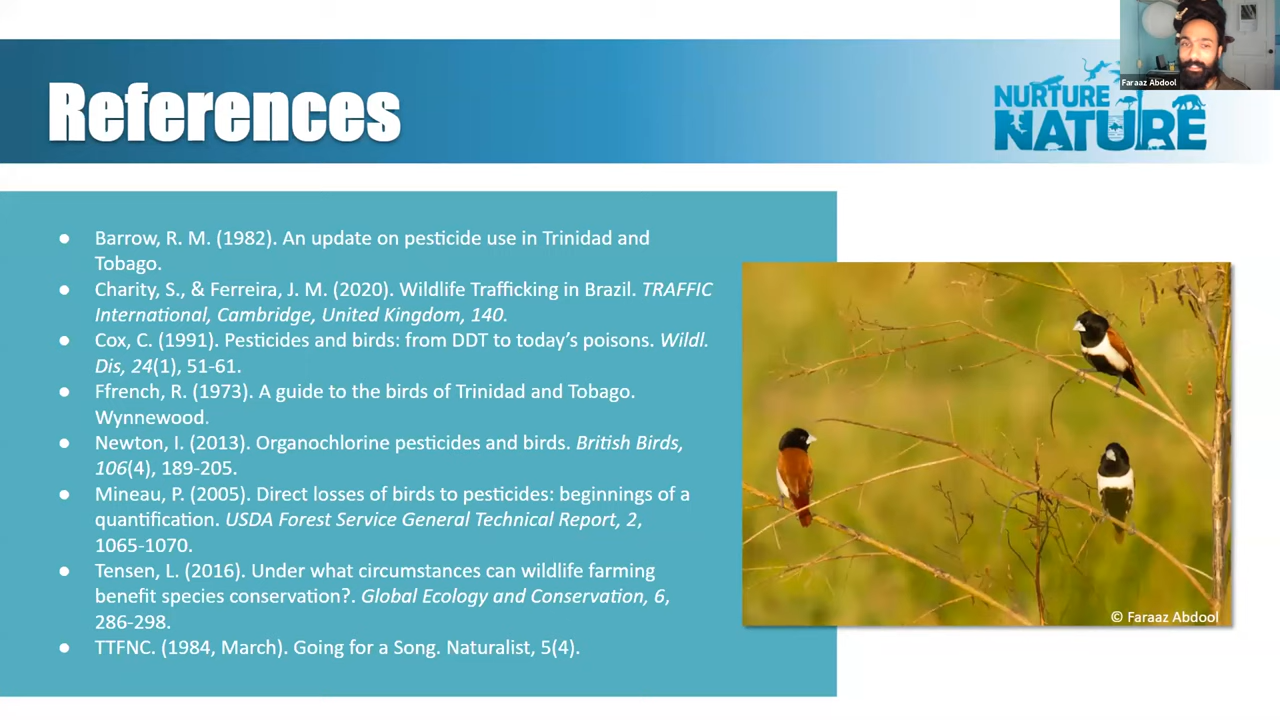 Faraaz Abdool
NURTURE
NATURE
References
● Barrow, R. M. (1982). An update on pesticide use in Trinidad and
Tobago.
● Charity, S., & Ferreira, J. M. (2020). Wildlife Trafficking in Brazil. TRAFFIC
International, Cambridge, United Kingdom, 140.
● Cox, C. (1991). Pesticides and birds: from DDT to today's poisons. Wildl.
Dis, 24(1), 51-61.
● Ffrench, R. (1973). A guide to the birds of Trinidad and Tobago.
Wynnewood.
● Newton, I. (2013). Organochlorine pesticides and birds. British Birds,
106(4), 189-205.
● Mineau, P. (2005). Direct losses of birds to pesticides: beginnings of a
quantification. USDA Forest Service General Technical Report, 2,
1065-1070.
● Tensen, L. (2016). Under what circumstances can wildlife farming
benefit species conservation?. Global Ecology and Conservation, 6,
286-298.
● TTFNC. (1984, March). Going for a Song. Naturalist, 5(4).
© Faraaz Abdool